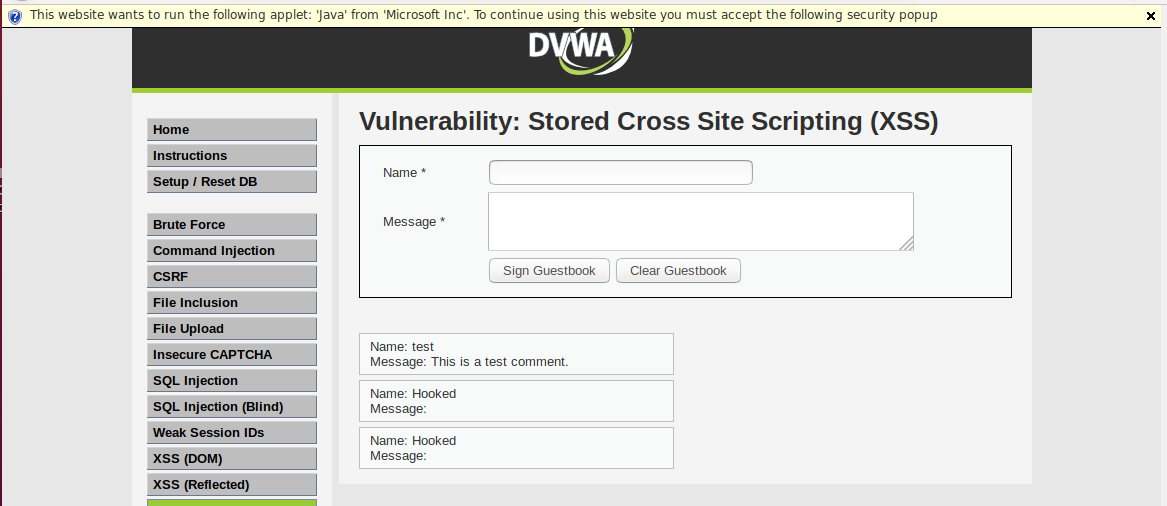 This website wants to run the following applet: 'Java' from 'Microsoft Inc'. To continue using this website you must accept the following security popup
DVWA
Home
Instructions
Setup / Reset DB
Brute Force
Command Injection
CSRF
File Inclusion
File Upload
Insecure CAPTCHA
SQL Injection
SQL Injection (Blind)
Weak Session IDs
XSS (DOM)
XSS (Reflected)
Vulnerability: Stored Cross Site Scripting (XSS)
Name *
Message *
Sign Guestbook Clear Guestbook
Name: test
Message: This is a test comment.
Name: Hooked
Message:
Name: Hooked
Message: